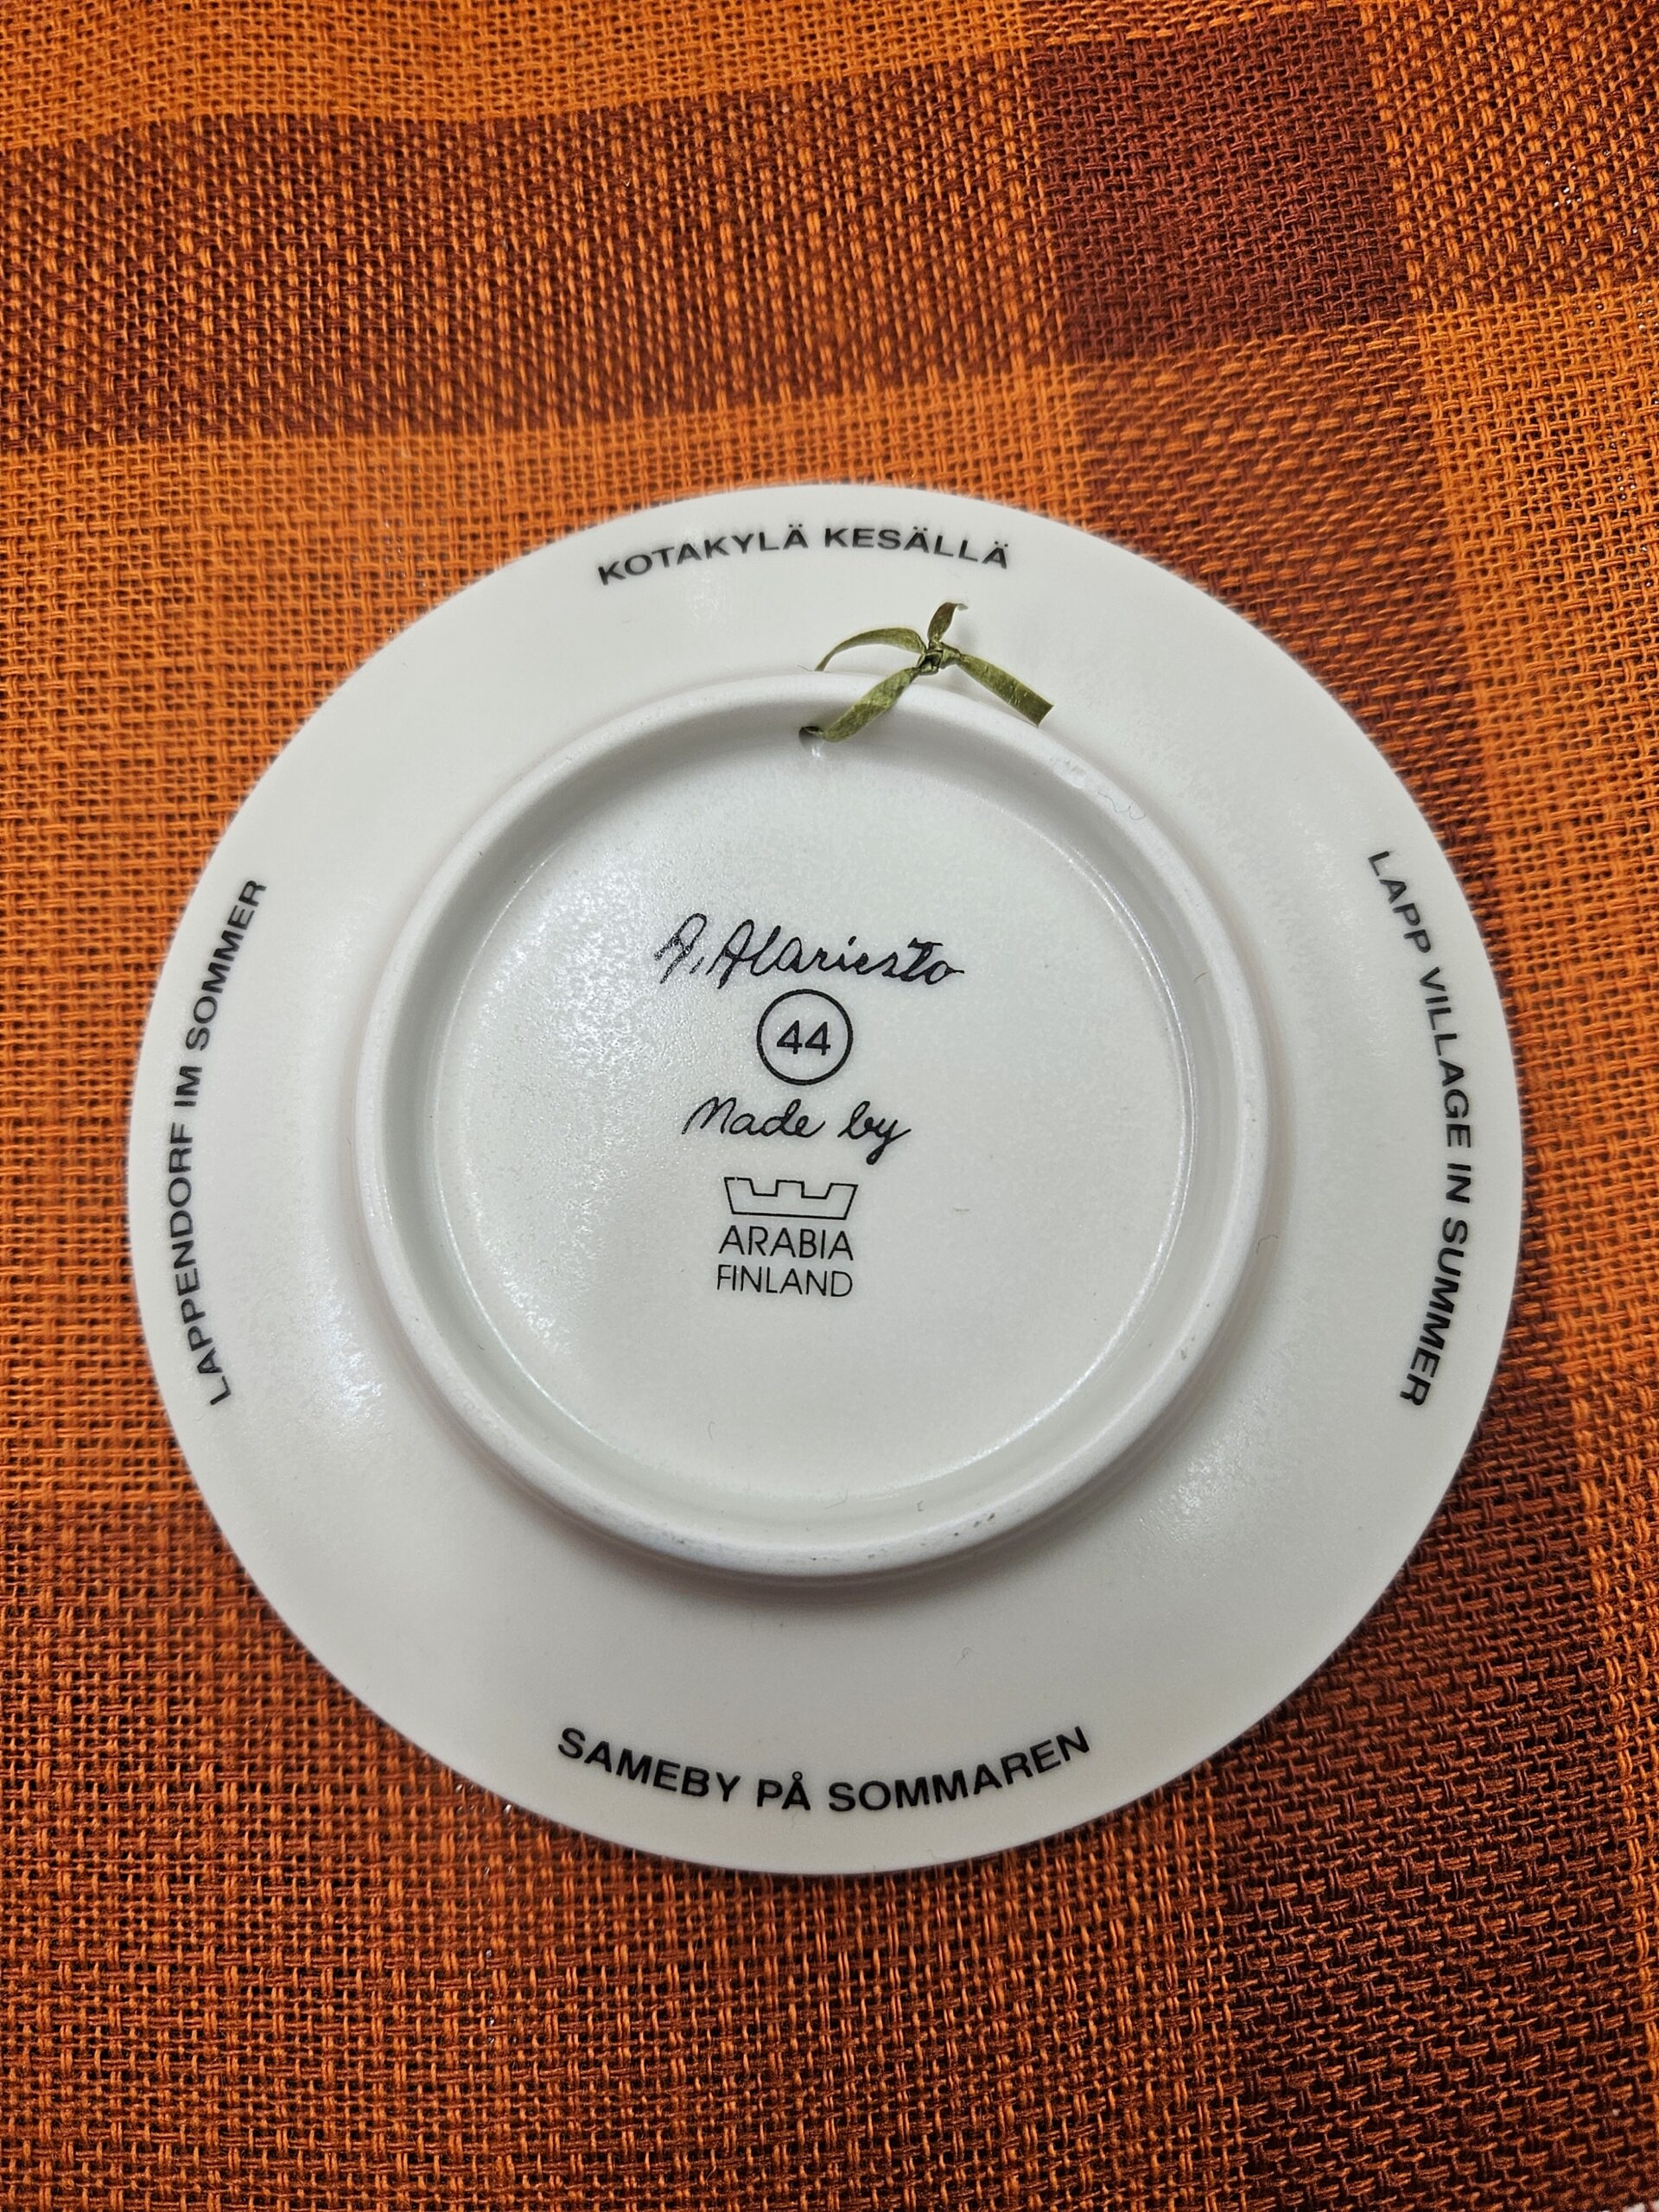 KOTAKYLÄ KESÄLLÄ
LAPP VILLAGE IN SUMMER
SAMEBY PÅ SOMMAREN
LAPPENDORF IM SOMMER
A. Alariesto
44
Made by
ARABIA
FINLAND